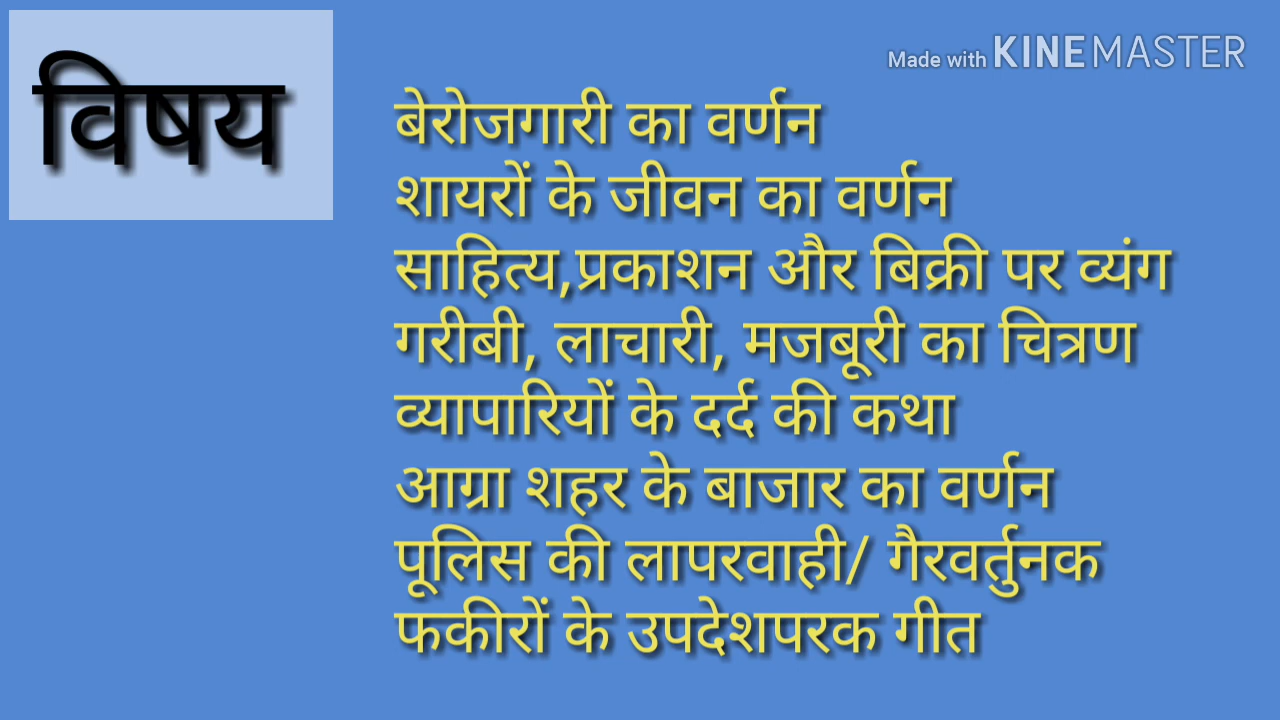 विषय
Made with KINEMASTER
बेरोजगारी का वर्णन
शायरों के जीवन का वर्णन
साहित्य,प्रकाशन और बिक्री पर व्यंग
गरीबी, लाचारी, मजबूरी का चित्रण
व्यापारियों के दर्द की कथा
आग्रा शहर के बाजार का वर्णन
पूलिस की लापरवाही/ गैरवर्तुनक
फकीरों के उपदेशपरक गीत